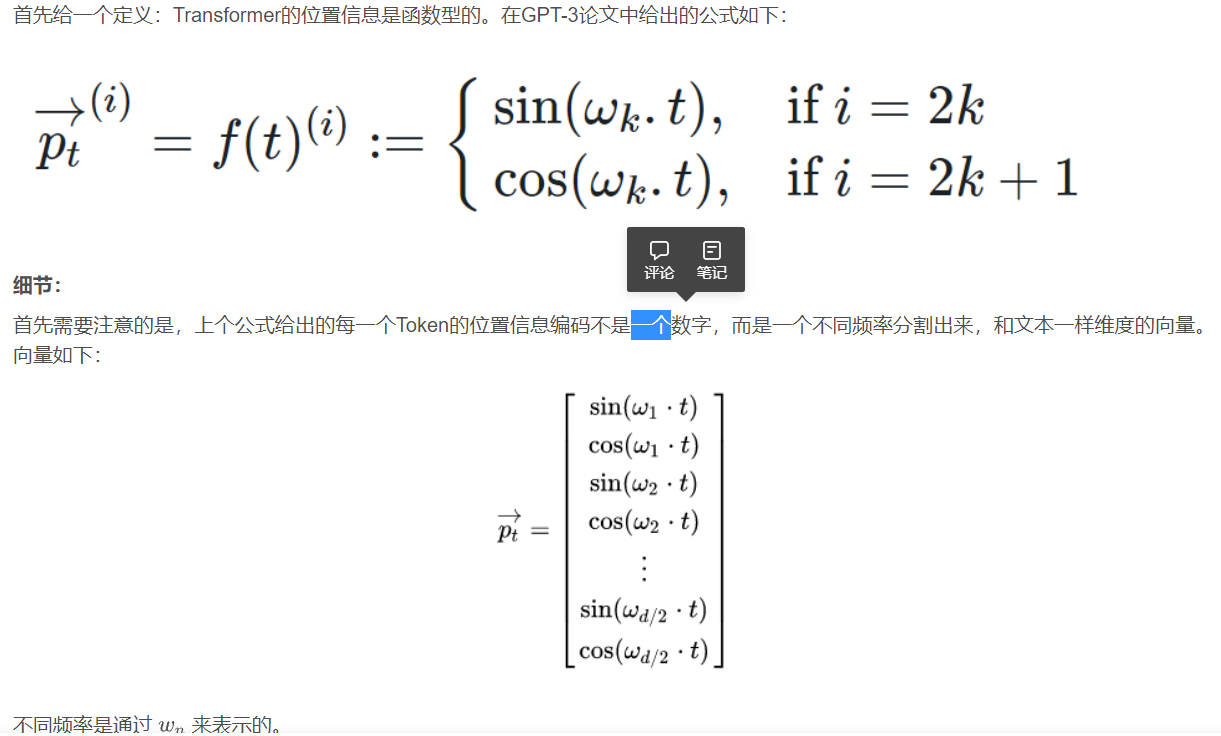 首先给一个定义：Transformer的位置信息是函数型的。在GPT-3论文中给出的公式如下：
$\overrightarrow{p_t}^{(i)} = f(t)^{(i)} := \begin{cases} \sin(\omega_k . t), & \text{if } i = 2k \\ \cos(\omega_k . t), & \text{if } i = 2k + 1 \end{cases}$
评论 笔记
细节：
首先需要注意的是，上个公式给出的每一个Token的位置信息编码不是一个数字，而是一个不同频率分割出来，和文本一样维度的向量。
向量如下：
$\overrightarrow{p_t} = \begin{bmatrix} \sin(\omega_1 \cdot t) \\ \cos(\omega_1 \cdot t) \\ \sin(\omega_2 \cdot t) \\ \cos(\omega_2 \cdot t) \\ \vdots \\ \sin(\omega_{d/2} \cdot t) \\ \cos(\omega_{d/2} \cdot t) \end{bmatrix}$
不同频率是通过 $w_n$ 来表示的。